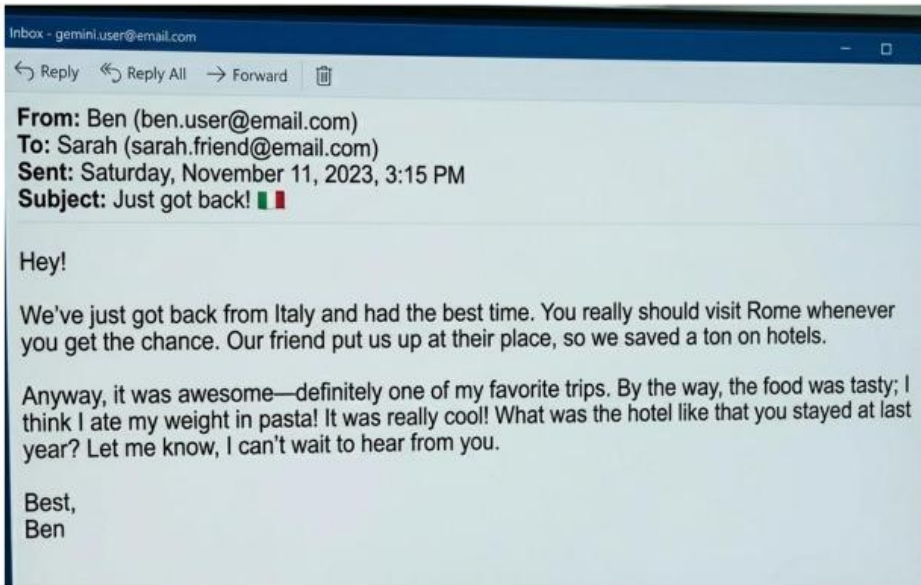 Inbox - gemini.user@email.com
Reply Reply All Forward
From: Ben (ben.user@email.com)
To: Sarah (sarah.friend@email.com)
Sent: Saturday, November 11, 2023, 3:15 PM
Subject: Just got back! 🇮🇹
Hey!
We've just got back from Italy and had the best time. You really should visit Rome whenever
you get the chance. Our friend put us up at their place, so we saved a ton on hotels.
Anyway, it was awesome—definitely one of my favorite trips. By the way, the food was tasty; I
think I ate my weight in pasta! It was really cool! What was the hotel like that you stayed at last
year? Let me know, I can't wait to hear from you.
Best,
Ben